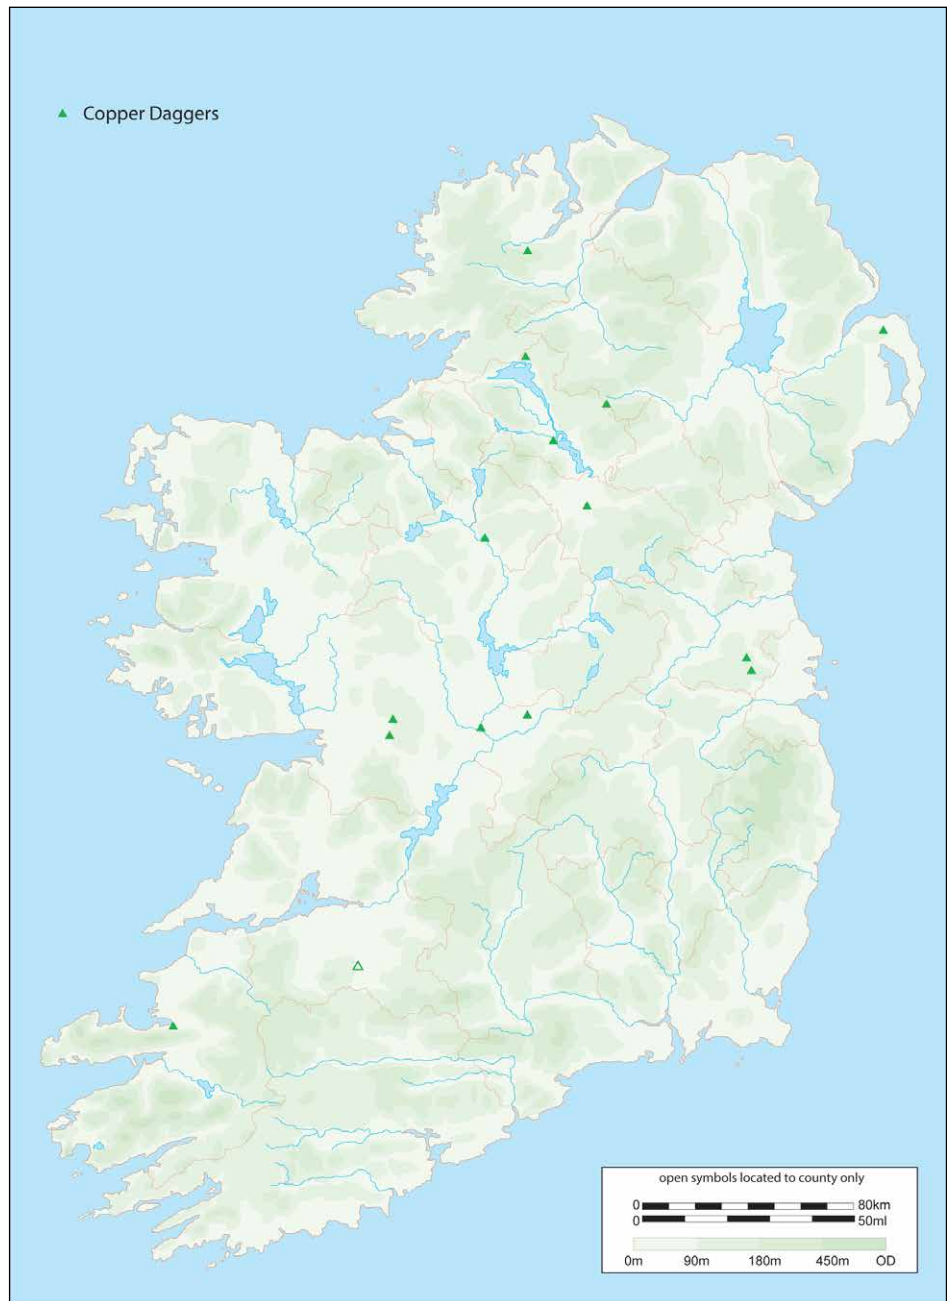 Copper Daggers
open symbols located to county only
0 80km
0 50ml
0m 90m 180m 450m OD